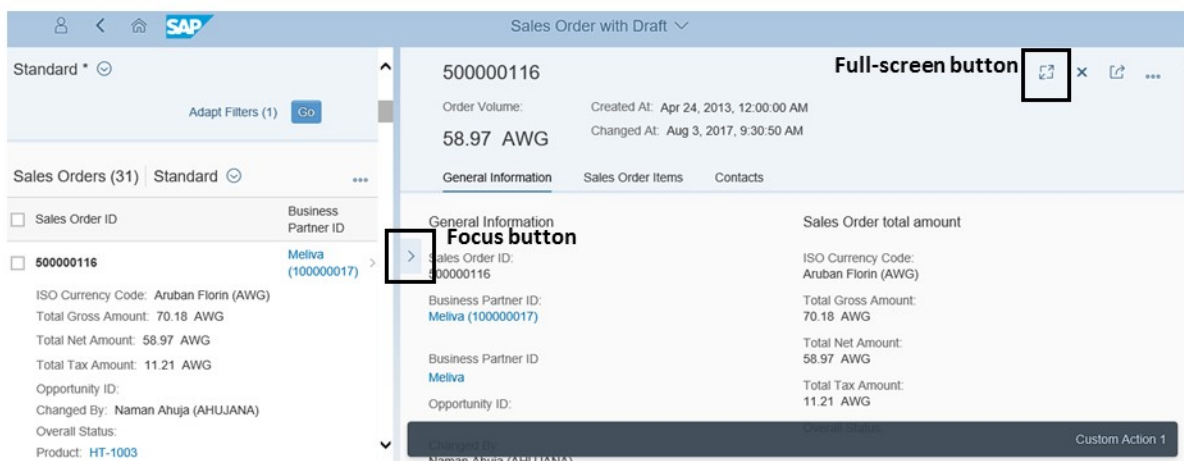 SAP
Sales Order with Draft
Standard *
Adapt Filters (1) Go
Sales Orders (31) Standard
Sales Order ID
Business
Partner ID
500000116
Meliva
(100000017)
ISO Currency Code: Aruban Florin (AWG)
Total Gross Amount: 70.18 AWG
Total Net Amount: 58.97 AWG
Total Tax Amount: 11.21 AWG
Opportunity ID:
Changed By: Naman Ahuja (AHUJANA)
Overall Status:
Product: HT-1003
500000116
Full-screen button
Order Volume:
58.97 AWG
Created At: Apr 24, 2013, 12:00:00 AM
Changed At: Aug 3, 2017, 9:30:50 AM
General Information Sales Order Items Contacts
General Information
Focus button
Sales Order ID:
500000116
Business Partner ID:
Meliva (100000017)
Business Partner ID
Meliva
Opportunity ID:
Changed By:
Naman Ahuja (AHUJANA)
Sales Order total amount
ISO Currency Code:
Aruban Florin (AWG)
Total Gross Amount:
70.18 AWG
Total Net Amount:
58.97 AWG
Total Tax Amount:
11.21 AWG
Overall Status:
Custom Action 1